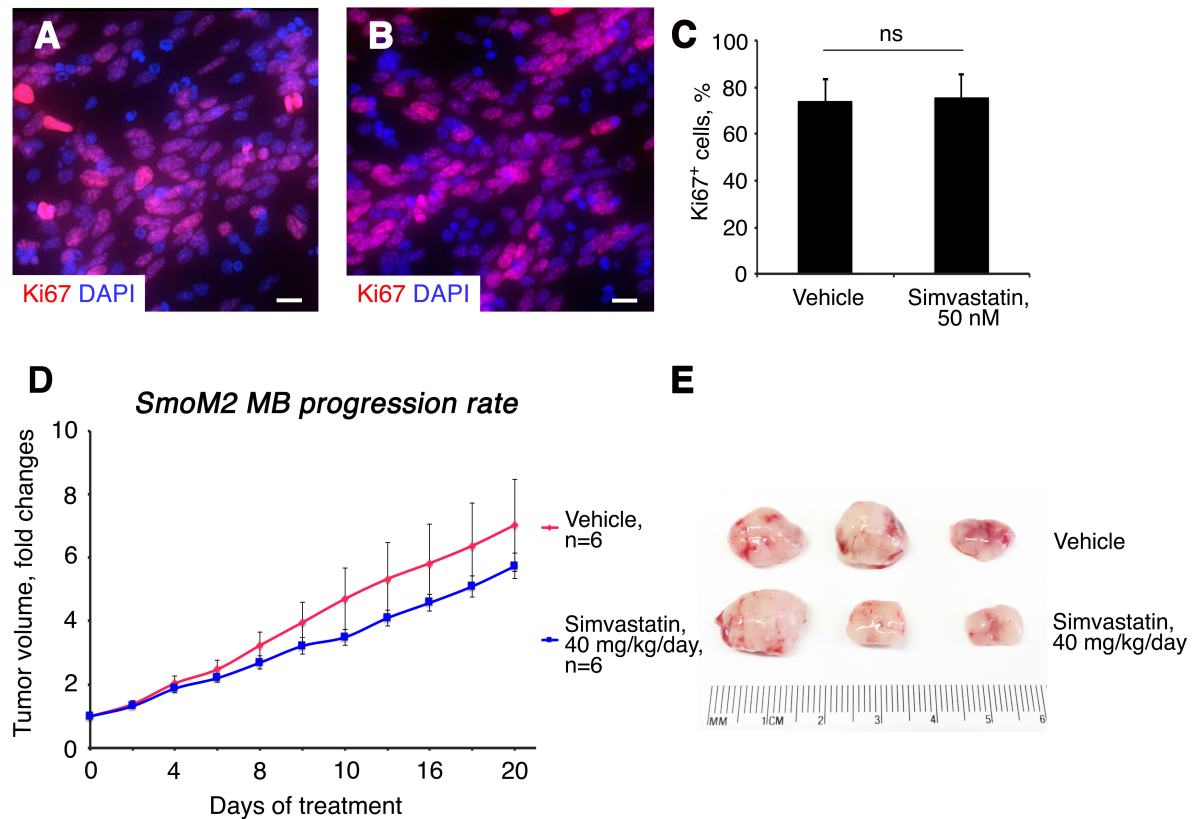 A
Ki67 DAPI
B
Ki67 DAPI
C
ns
100
80
60
40
20
0
Ki67+ cells, %
Vehicle
Simvastatin,
50 nM
D
SmoM2 MB progression rate
10
8
6
4
2
0
Tumor volume, fold changes
0 4 8 10 16 20
Days of treatment
Vehicle,
n=6
Simvastatin,
40 mg/kg/day,
n=6
E
Vehicle
Simvastatin,
40 mg/kg/day
MM 1 CM 2 3 4 5 6